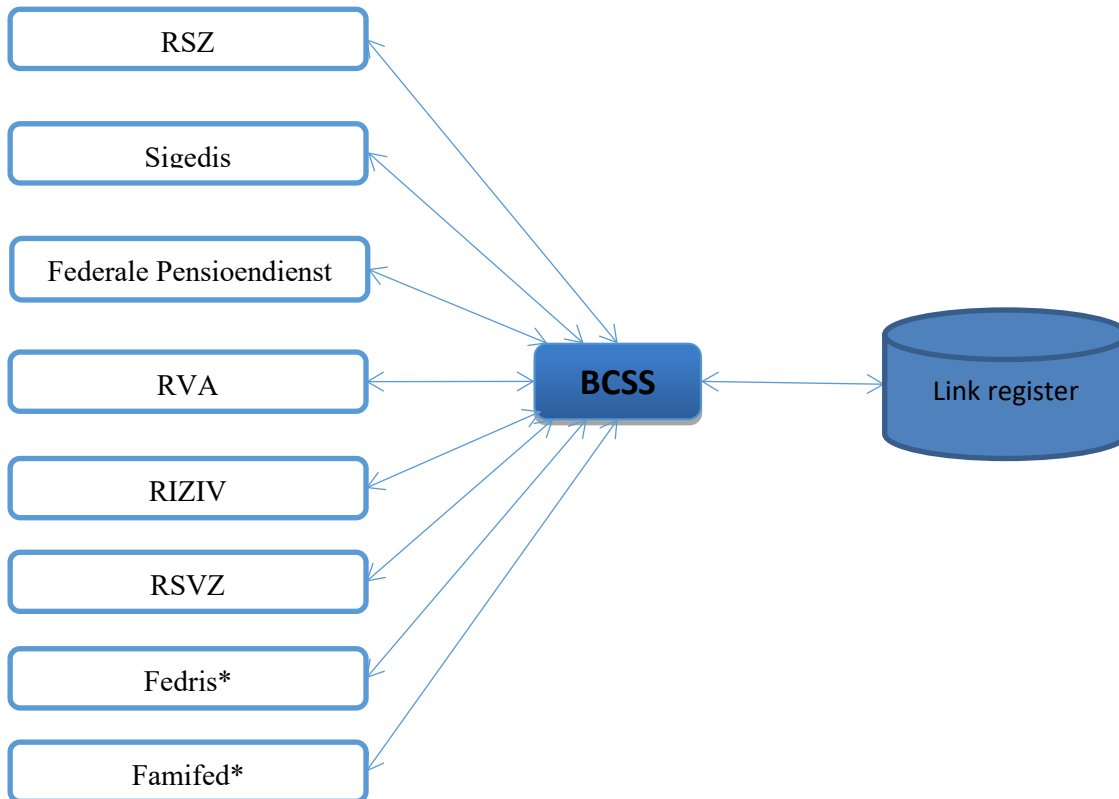 RSZ
Sigedis
Federale Pensioendienst
RVA
BCSS
Link register
RIZIV
RSVZ
Fedris*
Famifed*